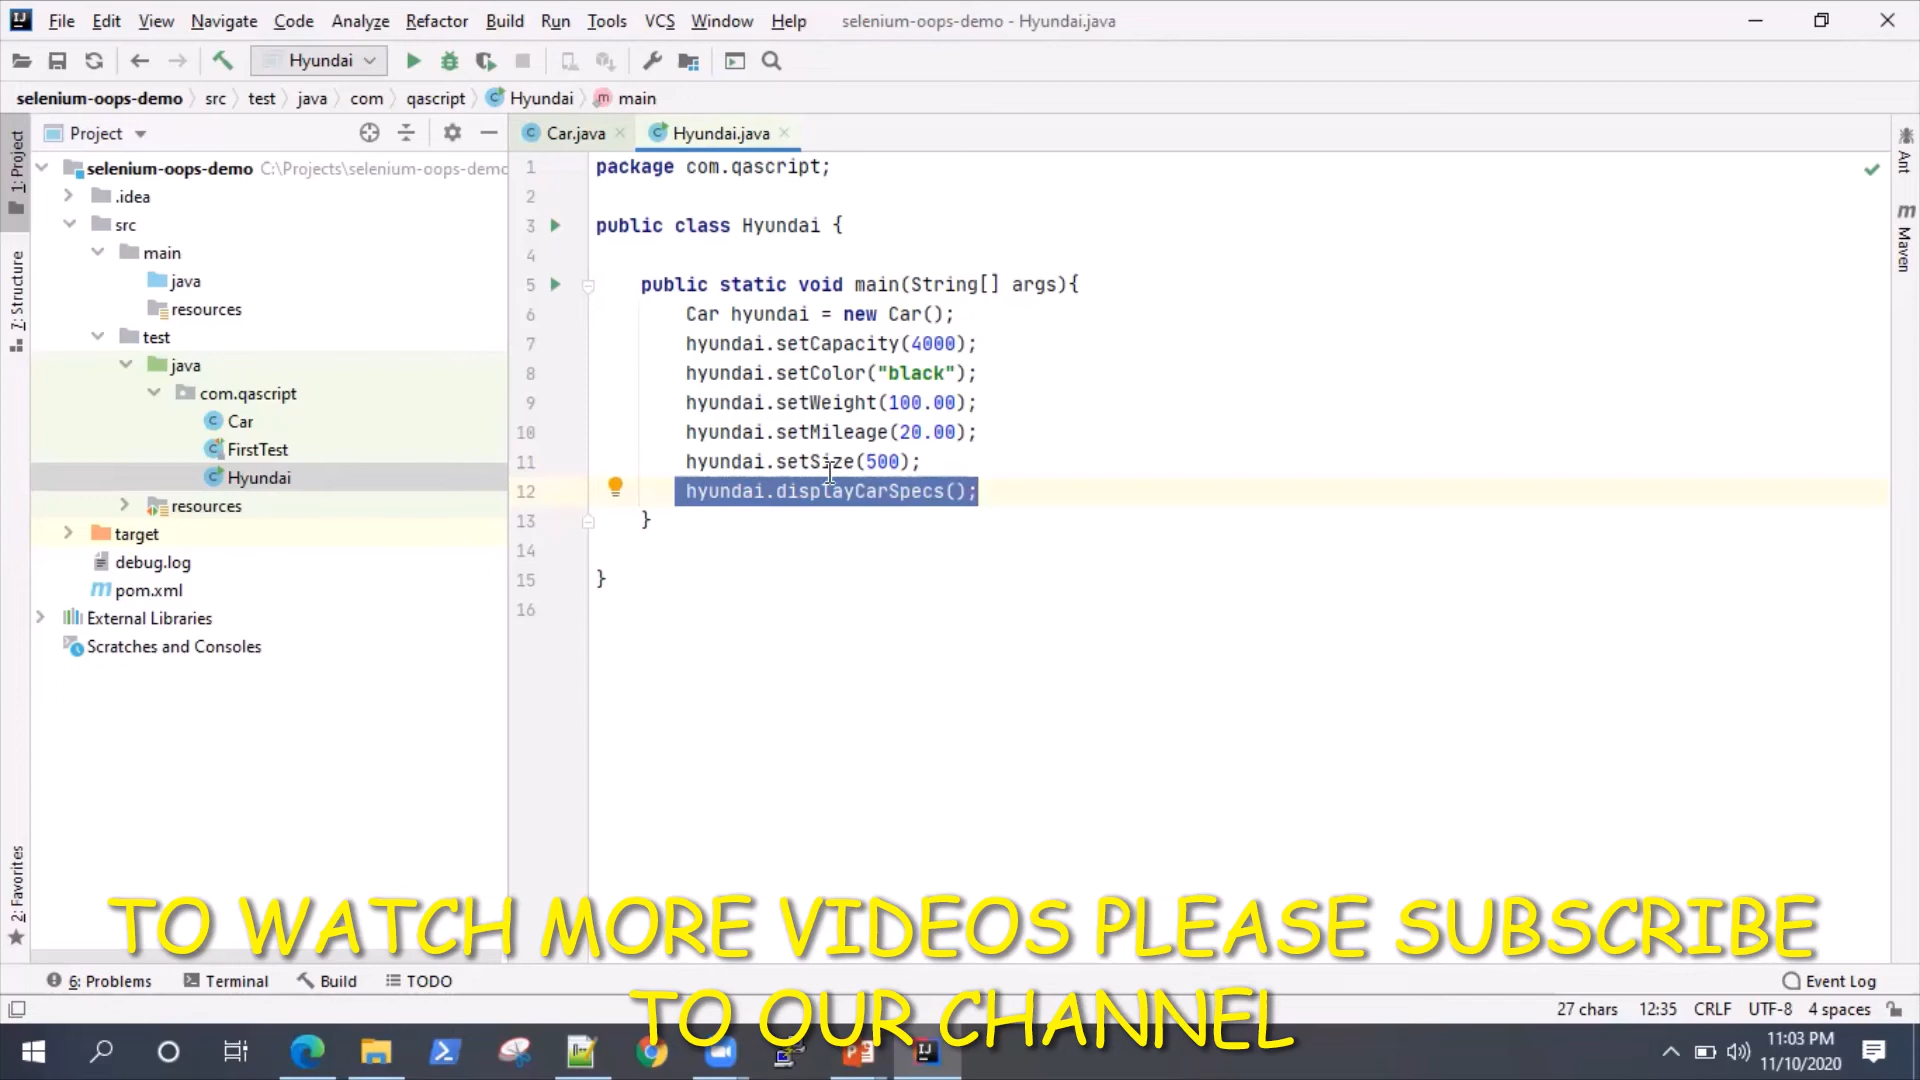 File Edit View Navigate Code Analyze Refactor Build Run Tools VCS Window Help selenium-oops-demo - Hyundai.java
Hyundai
selenium-oops-demo src test java com qascript Hyundai main
Project
Car.java
Hyundai.java
1: Project
7: Structure
2: Favorites
selenium-oops-demo C:\Projects\selenium-oops-demo
.idea
src
main
java
resources
test
java
com.qascript
Car
FirstTest
Hyundai
resources
target
debug.log
pom.xml
External Libraries
Scratches and Consoles
1 package com.qascript;
2
3 public class Hyundai {
4
5 public static void main(String[] args){
6 Car hyundai = new Car();
7 hyundai.setCapacity(4000);
8 hyundai.setColor("black");
9 hyundai.setWeight(100.00);
10 hyundai.setMileage(20.00);
11 hyundai.setSize(500);
12 hyundai.displayCarSpecs();
13 }
14
15 }
16
Ant
Maven
TO WATCH MORE VIDEOS PLEASE SUBSCRIBE
TO OUR CHANNEL
6: Problems Terminal Build TODO Event Log
27 chars 12:35 CRLF UTF-8 4 spaces
11:03 PM
11/10/2020